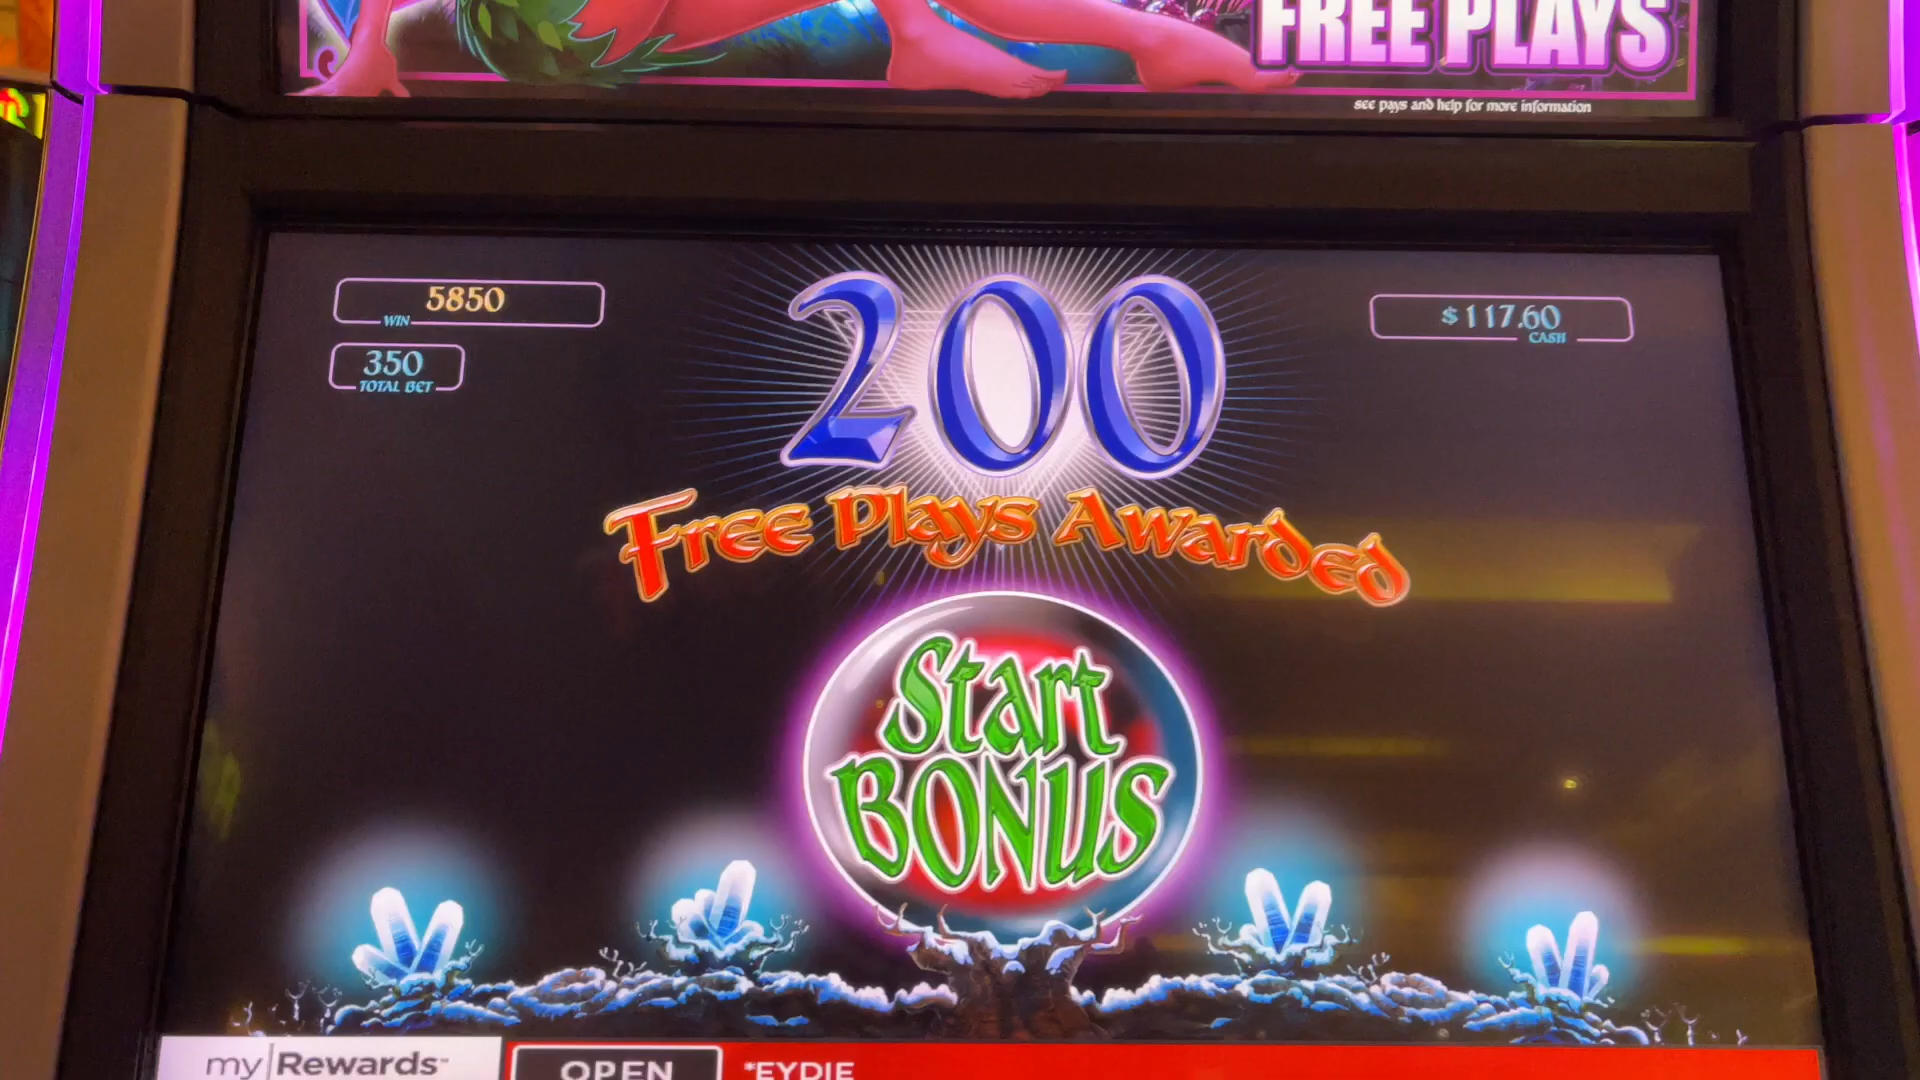 FREE PLAYS
see pays and help for more information
5850
WIN
350
TOTAL BET
200
Free Plays Awarded
$117.60
CASH
Start
BONUS
my|Rewards™
OPEN
*EYDIE